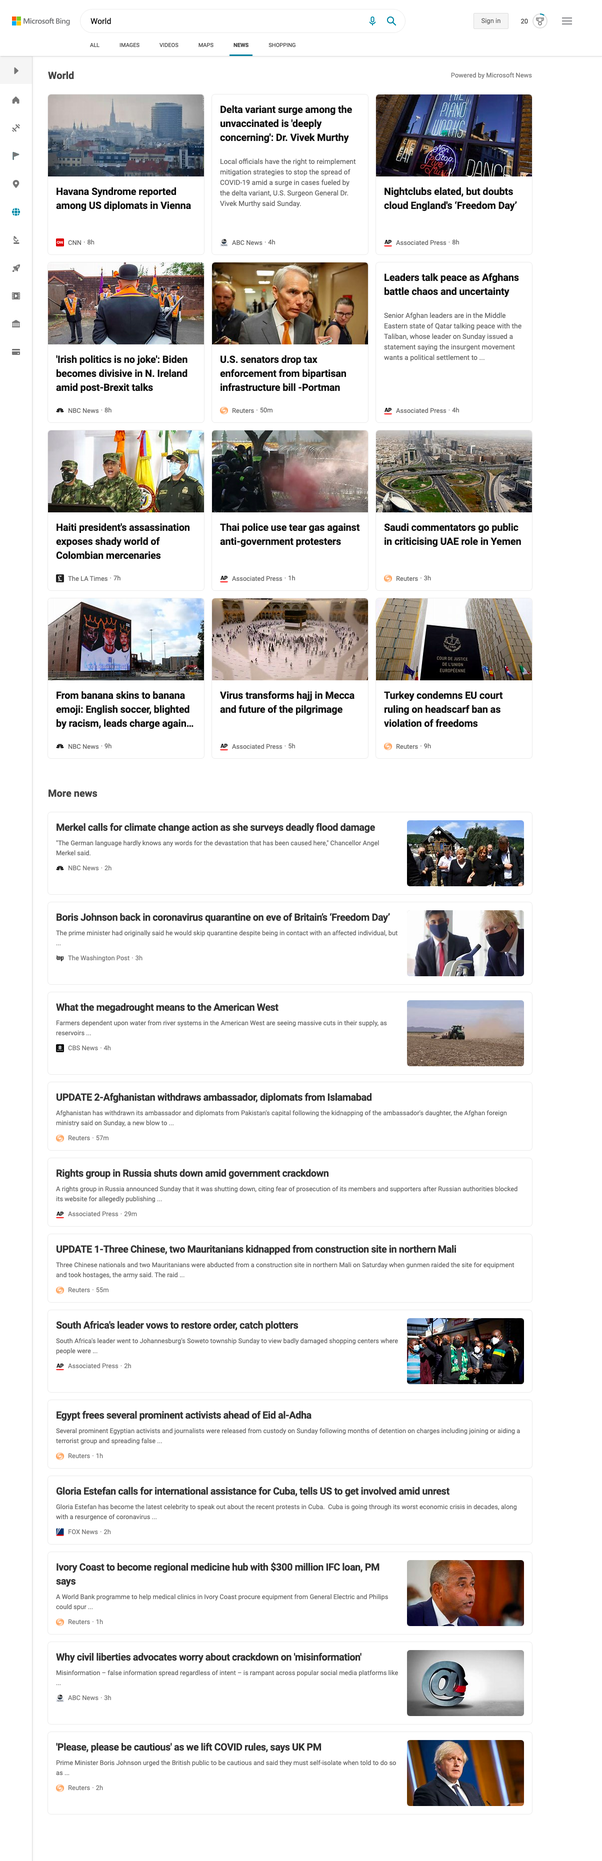 Microsoft Bing
World
Sign in
20
ALL
IMAGES
VIDEOS
MAPS
NEWS
SHOPPING
World
Powered by Microsoft News
Havana Syndrome reported
among US diplomats in Vienna
CNN · 8h
Delta variant surge among the
unvaccinated is 'deeply
concerning': Dr. Vivek Murthy
Local officials have the right to reimplement
mitigation strategies to stop the spread of
COVID-19 amid a surge in cases fueled by
the delta variant, U.S. Surgeon General Dr.
Vivek Murthy said Sunday.
ABC News · 4h
THE
PIANO
WORKS
EAT
DANCE
Nightclubs elated, but doubts
cloud England's 'Freedom Day'
AP Associated Press · 8h
'Irish politics is no joke': Biden
becomes divisive in N. Ireland
amid post-Brexit talks
NBC News · 8h
U.S. senators drop tax
enforcement from bipartisan
infrastructure bill -Portman
Reuters · 50m
Leaders talk peace as Afghans
battle chaos and uncertainty
Senior Afghan leaders are in the Middle
Eastern state of Qatar talking peace with the
Taliban, whose leader on Sunday issued a
statement saying the insurgent movement
wants a political settlement to ...
AP Associated Press · 4h
Haiti president's assassination
exposes shady world of
Colombian mercenaries
The LA Times · 7h
Thai police use tear gas against
anti-government protesters
AP Associated Press · 1h
Saudi commentators go public
in criticising UAE role in Yemen
Reuters · 3h
From banana skins to banana
emoji: English soccer, blighted
by racism, leads charge again...
NBC News · 9h
Virus transforms hajj in Mecca
and future of the pilgrimage
AP Associated Press · 5h
COUR DE JUSTICE
DE L'UNION
EUROPÉENNE
Turkey condemns EU court
ruling on headscarf ban as
violation of freedoms
Reuters · 9h
More news
Merkel calls for climate change action as she surveys deadly flood damage
"The German language hardly knows any words for the devastation that has been caused here," Chancellor Angel
Merkel said.
NBC News · 2h
Boris Johnson back in coronavirus quarantine on eve of Britain's 'Freedom Day'
The prime minister had originally said he would skip quarantine despite being in contact with an affected individual, but
...
wp The Washington Post · 3h
What the megadrought means to the American West
Farmers dependent upon water from river systems in the American West are seeing massive cuts in their supply, as
reservoirs ...
CBS News · 4h
UPDATE 2-Afghanistan withdraws ambassador, diplomats from Islamabad
Afghanistan has withdrawn its ambassador and diplomats from Pakistan's capital following the kidnapping of the ambassador's daughter, the Afghan foreign
ministry said on Sunday, a new blow to ...
Reuters · 57m
Rights group in Russia shuts down amid government crackdown
A rights group in Russia announced Sunday that it was shutting down, citing fear of prosecution of its members and supporters after Russian authorities blocked
its website for allegedly publishing ...
AP Associated Press · 29m
UPDATE 1-Three Chinese, two Mauritanians kidnapped from construction site in northern Mali
Three Chinese nationals and two Mauritanians were abducted from a construction site in northern Mali on Saturday when gunmen raided the site for equipment
and took hostages, the army said. The raid ...
Reuters · 55m
South Africa's leader vows to restore order, catch plotters
South Africa's leader went to Johannesburg's Soweto township Sunday to view badly damaged shopping centers where
people were ...
AP Associated Press · 2h
Egypt frees several prominent activists ahead of Eid al-Adha
Several prominent Egyptian activists and journalists were released from custody on Sunday following months of detention on charges including joining or aiding a
terrorist group and spreading false ...
Reuters · 1h
Gloria Estefan calls for international assistance for Cuba, tells US to get involved amid unrest
Gloria Estefan has become the latest celebrity to speak out about the recent protests in Cuba. Cuba is going through its worst economic crisis in decades, along
with a resurgence of coronavirus ...
FOX News · 2h
Ivory Coast to become regional medicine hub with $300 million IFC loan, PM
says
A World Bank programme to help medical clinics in Ivory Coast procure equipment from General Electric and Philips
could spur ...
Reuters · 1h
Why civil liberties advocates worry about crackdown on 'misinformation'
Misinformation – false information spread regardless of intent – is rampant across popular social media platforms like
...
ABC News · 3h
'Please, please be cautious' as we lift COVID rules, says UK PM
Prime Minister Boris Johnson urged the British public to be cautious and said they must self-isolate when told to do so
as ...
Reuters · 2h